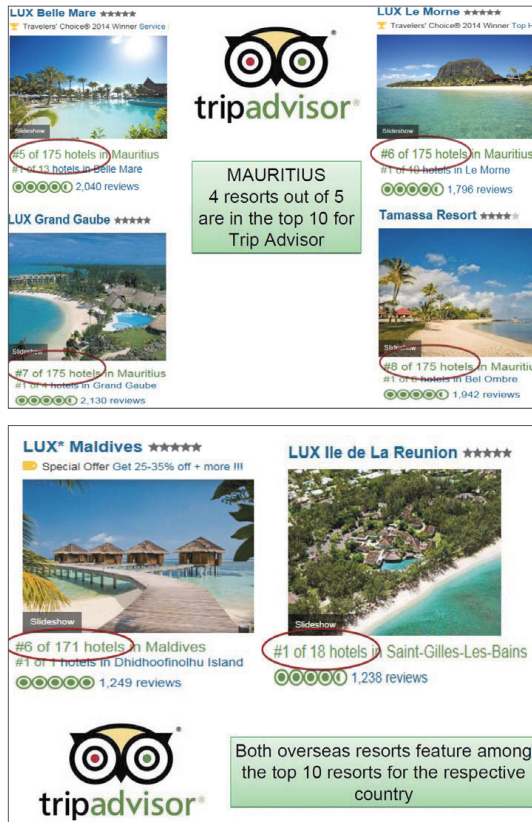 LUX Belle Mare
Travelers' Choice® 2014 Winner Service
Slideshow
#5 of 175 hotels in Mauritius
#1 of 13 hotels in Belle Mare
2,040 reviews
tripadvisor®
LUX Le Morne
Travelers' Choice® 2014 Winner Top H
Slideshow
#6 of 175 hotels in Mauritius
#1 of 10 hotels in Le Morne
1,796 reviews
MAURITIUS
4 resorts out of 5
are in the top 10 for
Trip Advisor
LUX Grand Gaube
Slideshow
#7 of 175 hotels in Mauritius
#1 of 4 hotels in Grand Gaube
2,130 reviews
Tamassa Resort
Slideshow
#8 of 175 hotels in Mauritiu
#1 of 6 hotels in Bel Ombre
1,942 reviews
LUX* Maldives
Special Offer Get 25-35% off + more !!!
Slideshow
#6 of 171 hotels in Maldives
#1 of 1 hotels in Dhidhoofinolhu Island
1,249 reviews
LUX Ile de La Reunion
Slideshow
#1 of 18 hotels in Saint-Gilles-Les-Bains
1,238 reviews
tripadvisor®
Both overseas resorts feature among
the top 10 resorts for the respective
country